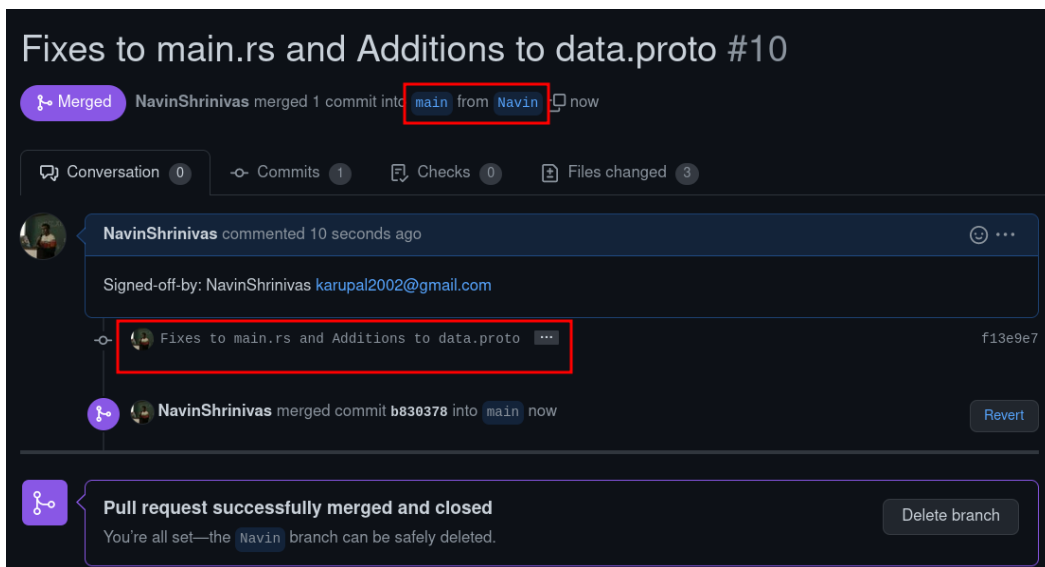 Fixes to main.rs and Additions to data.proto #10
Merged NavinShrinivas merged 1 commit into main from Navin now
Conversation 0 Commits 1 Checks 0 Files changed 3
NavinShrinivas commented 10 seconds ago
Signed-off-by: NavinShrinivas karupal2002@gmail.com
Fixes to main.rs and Additions to data.proto ... f13e9e7
NavinShrinivas merged commit b830378 into main now Revert
Pull request successfully merged and closed
You're all set—the Navin branch can be safely deleted.
Delete branch